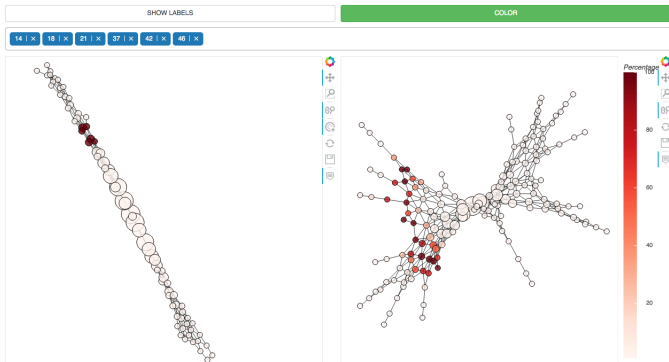 SHOW LABELS
COLOR
14 | ×
18 | ×
21 | ×
37 | ×
42 | ×
46 | ×
Percentage
100
80
60
40
20